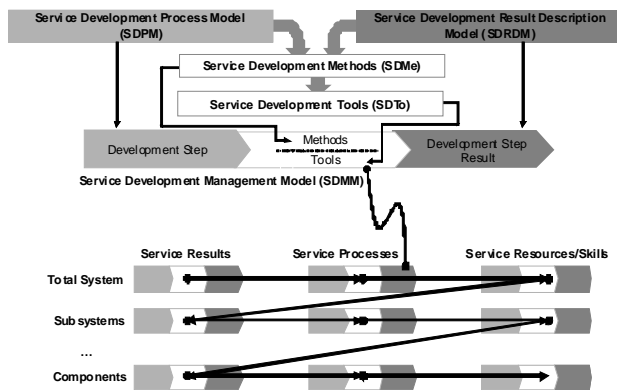 Service Development Process Model
(SDPM)
Service Development Result Description
Model (SDRDM)
Service Development Methods (SDMe)
Service Development Tools (SDTo)
Development Step
Methods
Tools
Development Step
Result
Service Development Management Model (SDMM)
Service Results
Service Processes
Service Resources/Skills
Total System
Subsystems
...
Components